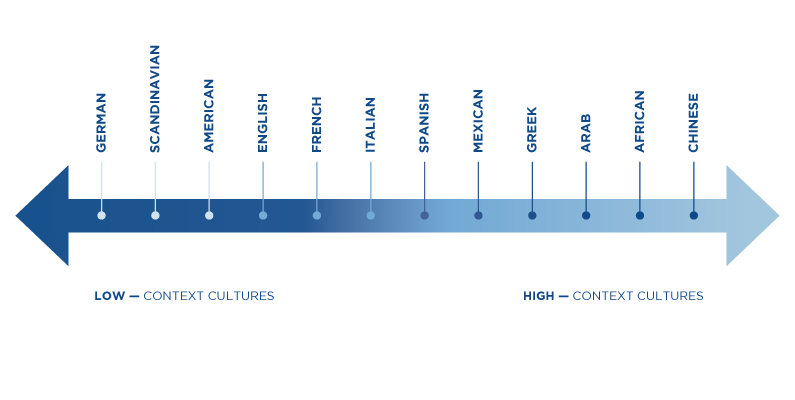 GERMAN
SCANDINAVIAN
AMERICAN
ENGLISH
FRENCH
ITALIAN
SPANISH
MEXICAN
GREEK
ARAB
AFRICAN
CHINESE
LOW — CONTEXT CULTURES
HIGH — CONTEXT CULTURES